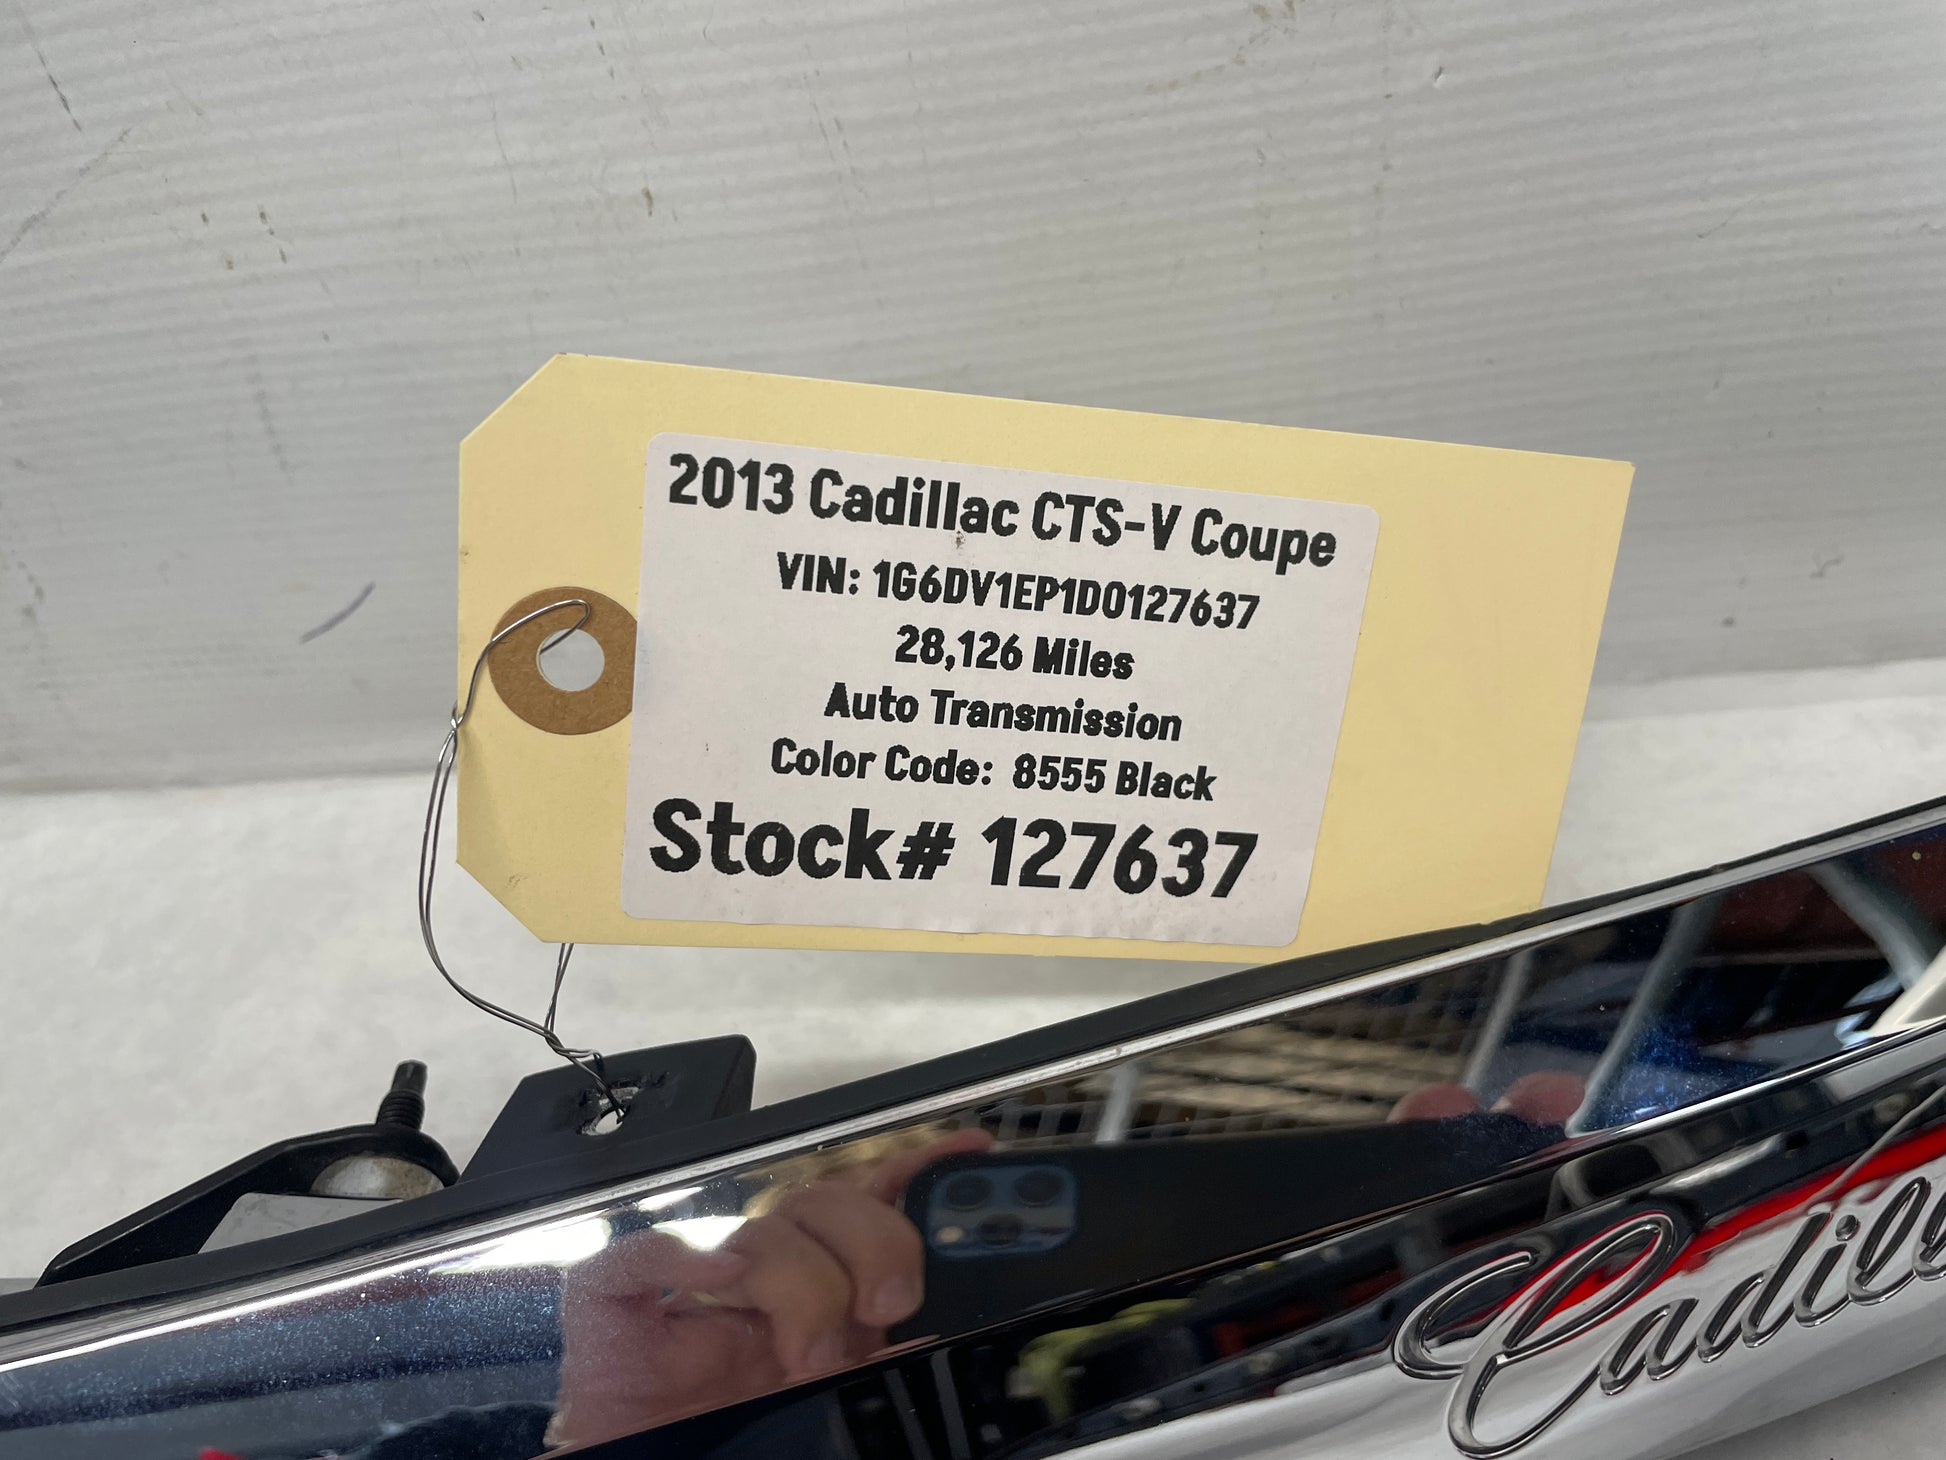 2013 Cadillac CTS-V Coupe
VIN: 1G6DV1EP1D0127637
28,126 Miles
Auto Transmission
Color Code: 8555 Black
Stock# 127637